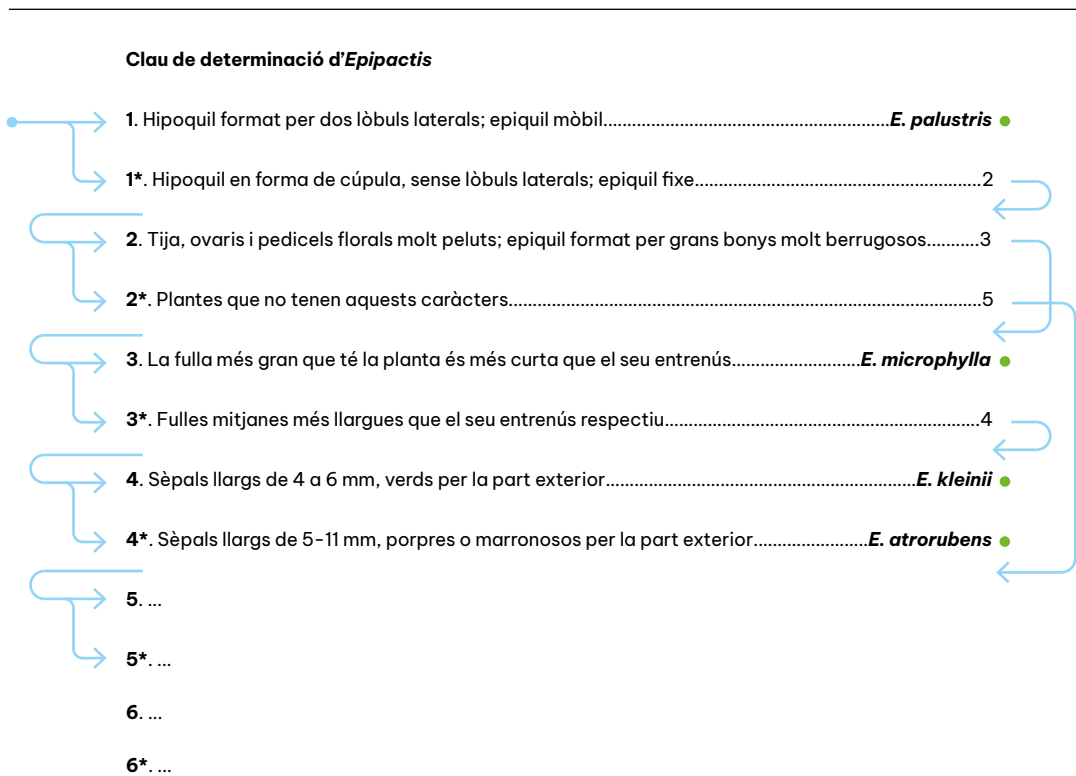 Clau de determinació d’Epipactis
1. Hipoquil format per dos lòbuls laterals; epiquil mòbil..........E. palustris
1*. Hipoquil en forma de cúpula, sense lòbuls laterals; epiquil fixe..........2
2. Tija, ovaris i pedicels florals molt peluts; epiquil format per grans bonys molt berrugosos...........3
2*. Plantes que no tenen aquests caràcters..........5
3. La fulla més gran que té la planta és més curta que el seu entrenús..........E. microphylla
3*. Fulles mitjanes més llargues que el seu entrenús respectiu..........4
4. Sèpals llargs de 4 a 6 mm, verds per la part exterior..........E. kleinii
4*. Sèpals llargs de 5-11 mm, porpres o marronosos per la part exterior..........E. atrorubens
5. ...
5*. ...
6. ...
6*. ...